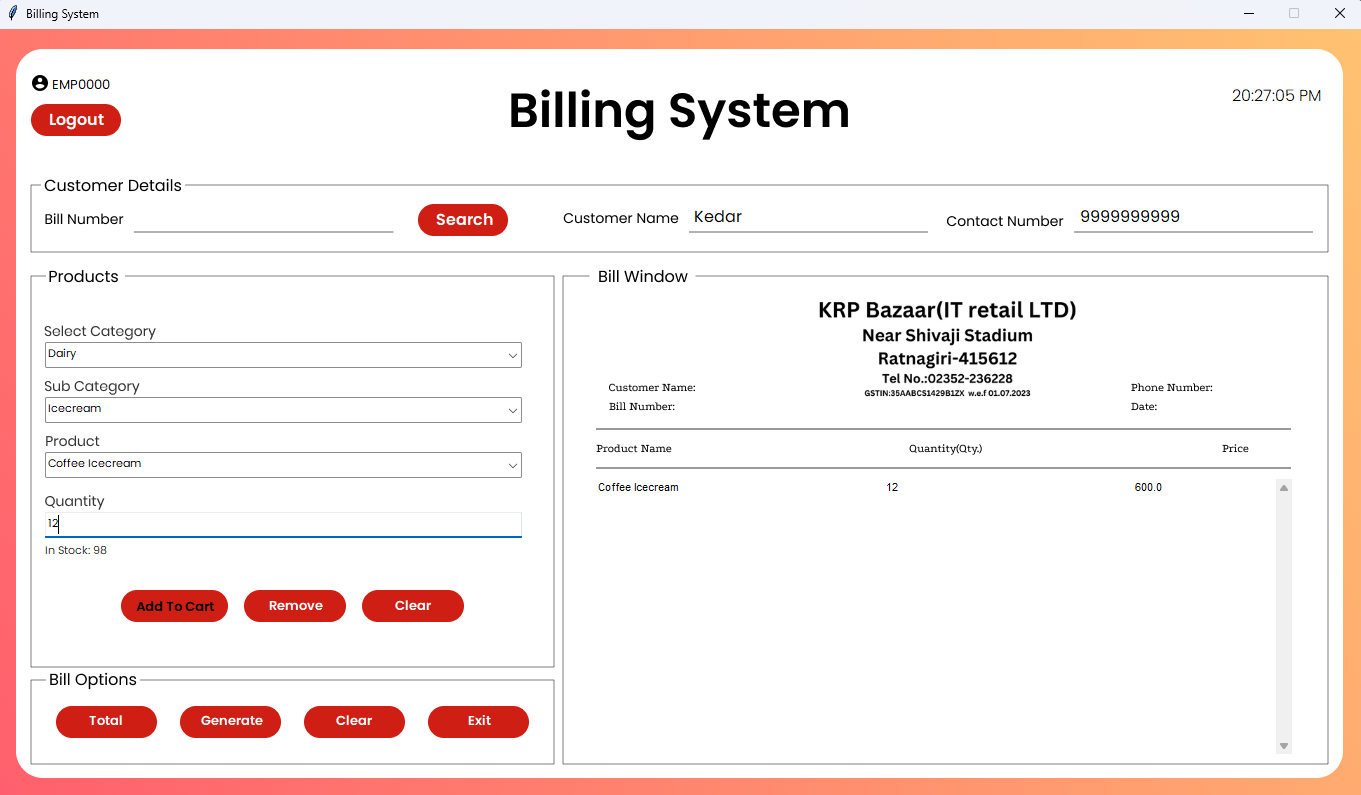 Billing System
EMP0000
Logout
Billing System
20:27:05 PM
Customer Details
Bill Number
Search
Customer Name Kedar
Contact Number 9999999999
Products
Select Category
Dairy
Sub Category
Icecream
Product
Coffee Icecream
Quantity
12
In Stock: 98
Add To Cart Remove Clear
Bill Options
Total Generate Clear Exit
Bill Window
KRP Bazaar(IT retail LTD)
Near Shivaji Stadium
Ratnagiri-415612
Tel No.:02352-236228
GSTIN:35AABCS1429B1ZX w.e.f 01.07.2023
Customer Name: Phone Number:
Bill Number: Date:
Product Name Quantity(Qty.) Price
Coffee Icecream 12 600.0